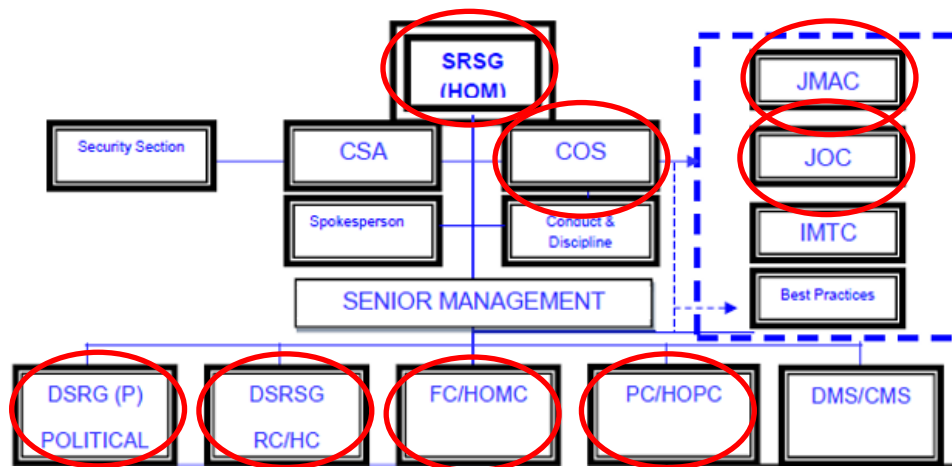 SRSG
(HOM)
JMAC
Security Section
CSA
COS
JOC
Spokesperson
Conduct &
Discipline
IMTC
SENIOR MANAGEMENT
Best Practices
DSRG (P)
POLITICAL
DSRSG
RC/HC
FC/HOMC
PC/HOPC
DMS/CMS